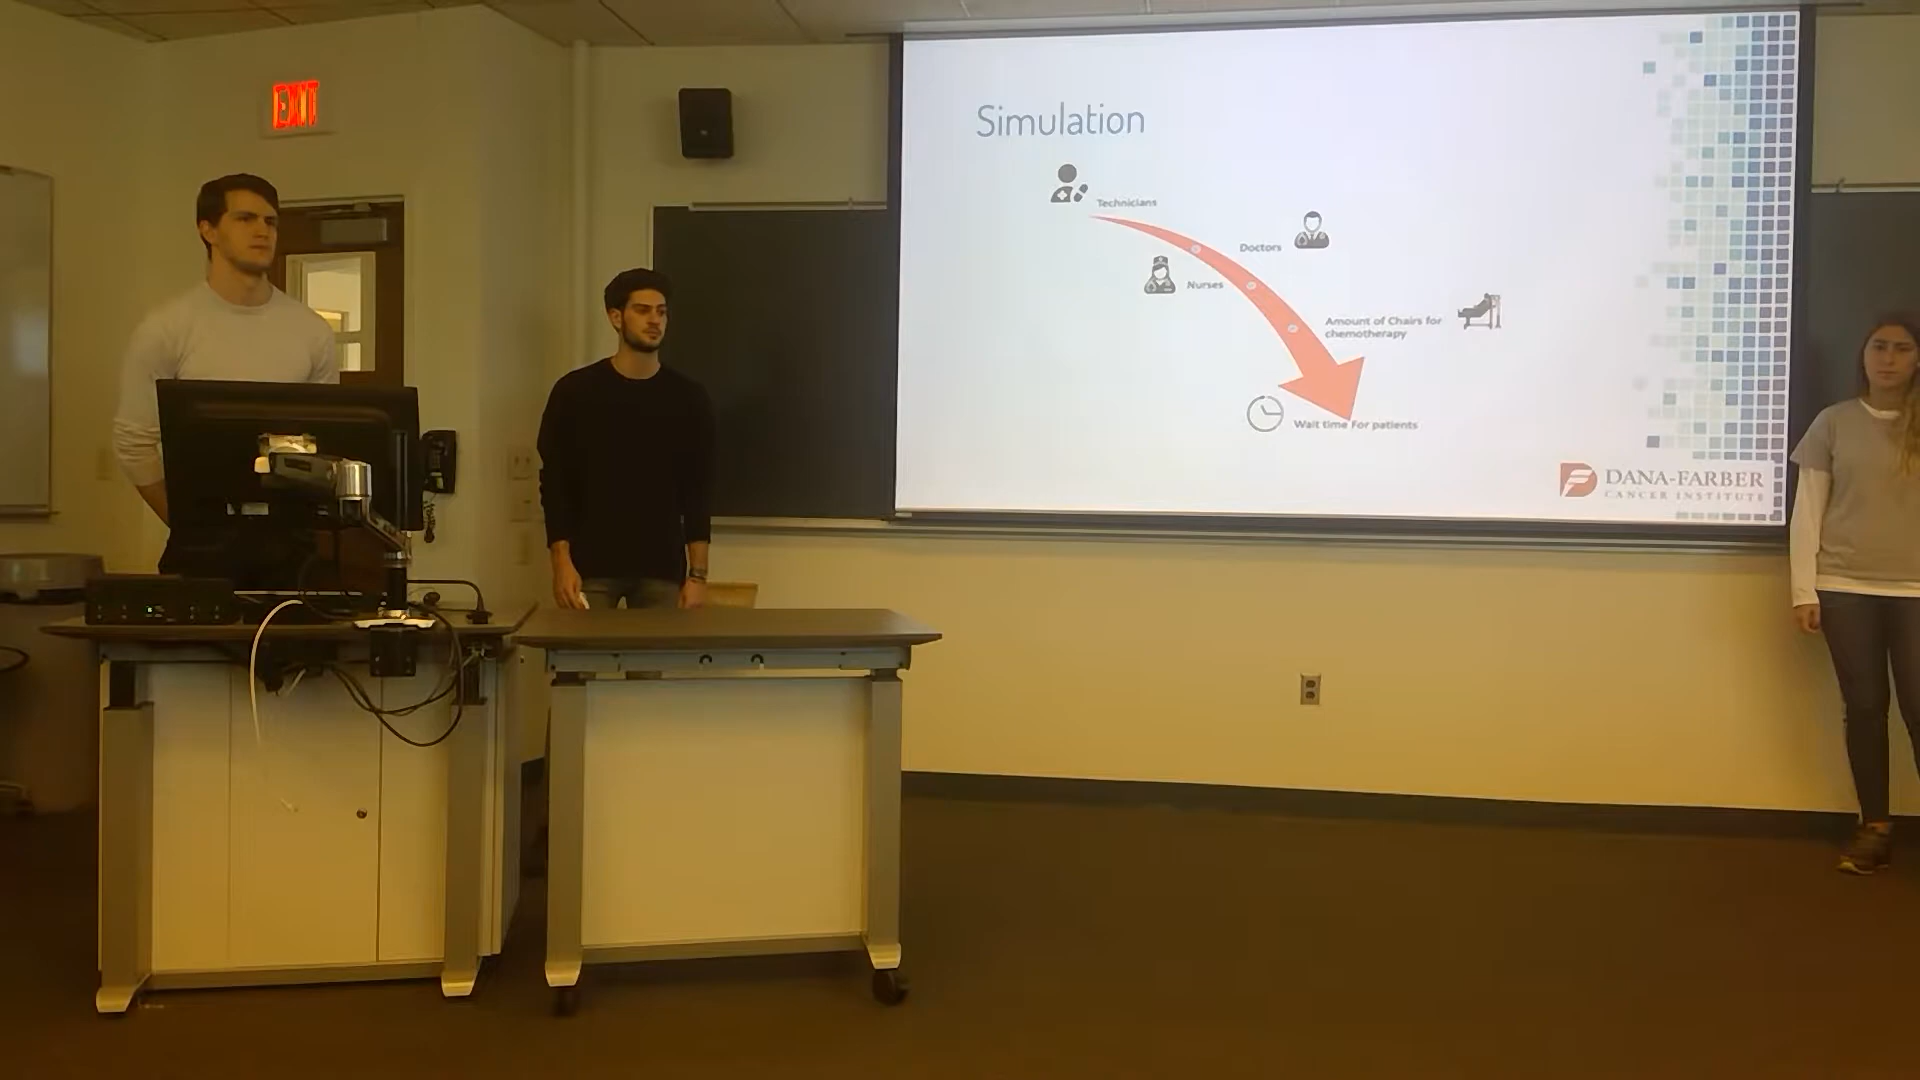 EXIT
Simulation
Technicians
Doctors
Nurses
Amount of Chairs for
chemotherapy
Wait time For patients
DANA-FARBER
CANCER INSTITUTE